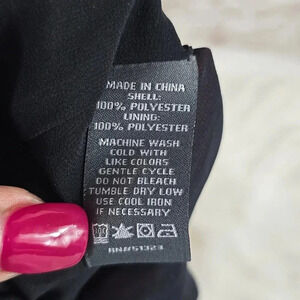 MADE IN CHINA
SHELL:
100% POLYESTER
LINING:
100% POLYESTER
MACHINE WASH
COLD WITH
LIKE COLORS
GENTLE CYCLE
DO NOT BLEACH
TUMBLE DRY LOW
USE COOL IRON
IF NECESSARY
RN#51323